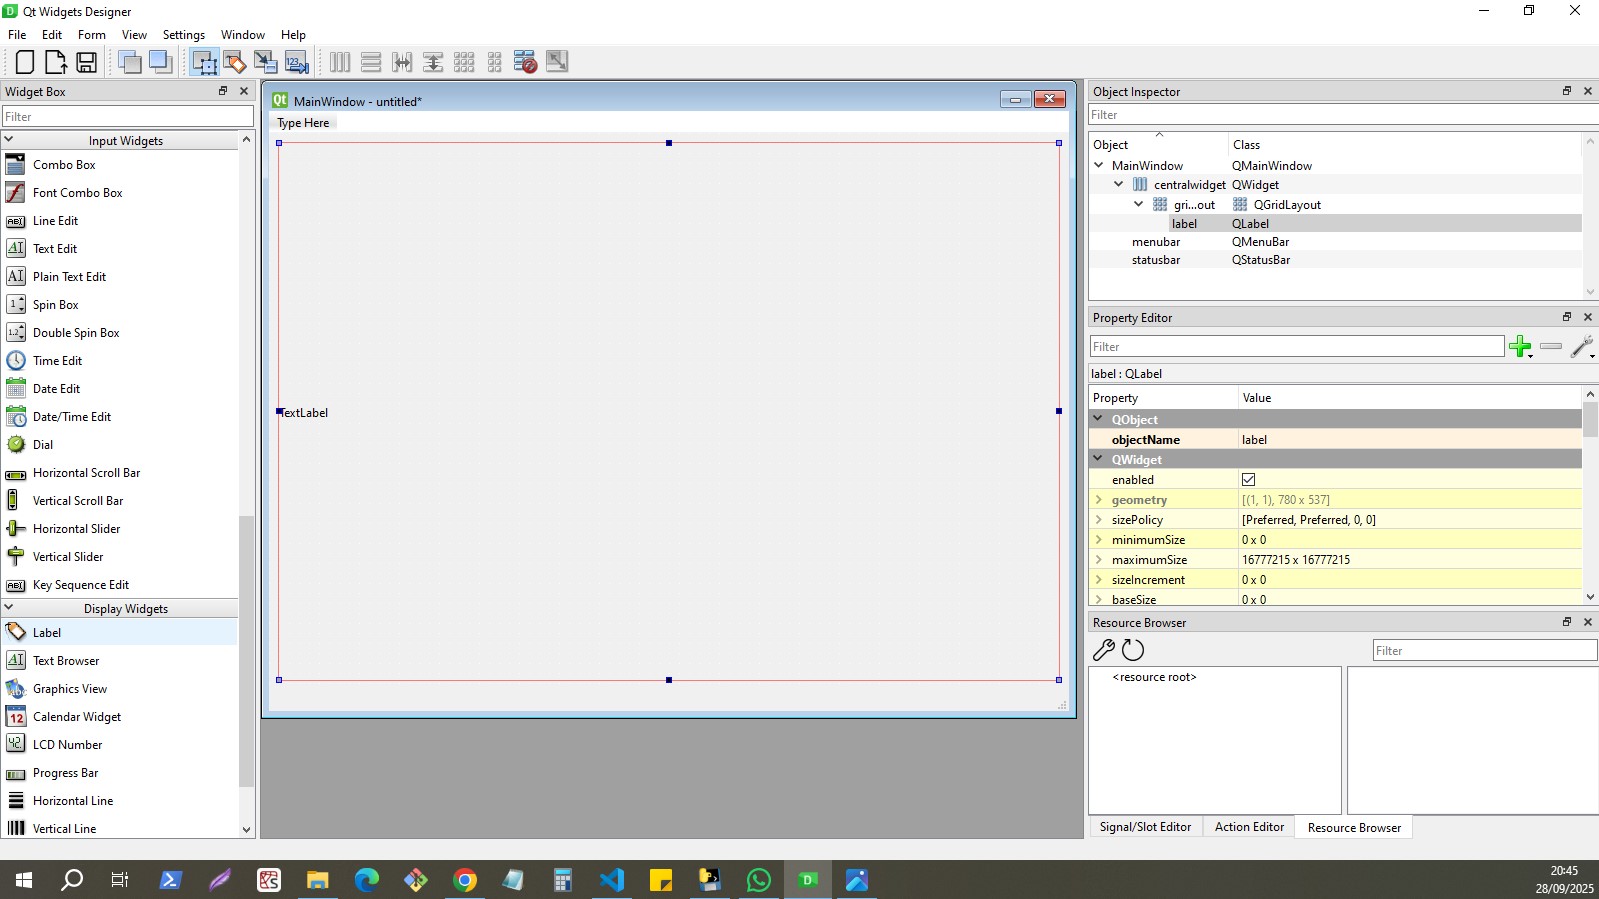 Qt Widgets Designer
File Edit Form View Settings Window Help
Widget Box
Filter
Input Widgets
Combo Box
Font Combo Box
Line Edit
Text Edit
Plain Text Edit
Spin Box
Double Spin Box
Time Edit
Date Edit
Date/Time Edit
Dial
Horizontal Scroll Bar
Vertical Scroll Bar
Horizontal Slider
Vertical Slider
Key Sequence Edit
Display Widgets
Label
Text Browser
Graphics View
Calendar Widget
LCD Number
Progress Bar
Horizontal Line
Vertical Line
MainWindow - untitled*
Type Here
TextLabel
Object Inspector
Filter
Object Class
MainWindow QMainWindow
centralwidget QWidget
gri...out QGridLayout
label QLabel
menubar QMenuBar
statusbar QStatusBar
Property Editor
Filter
label : QLabel
Property Value
QObject
objectName label
QWidget
enabled
geometry [(1, 1), 780 x 537]
sizePolicy [Preferred, Preferred, 0, 0]
minimumSize 0 x 0
maximumSize 16777215 x 16777215
sizeIncrement 0 x 0
baseSize 0 x 0
Resource Browser
Filter
<resource root>
Signal/Slot Editor Action Editor Resource Browser
20:45
28/09/2025